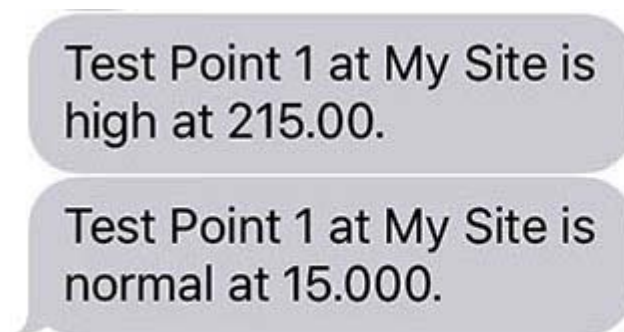 Test Point 1 at My Site is
high at 215.00.
Test Point 1 at My Site is
normal at 15.000.